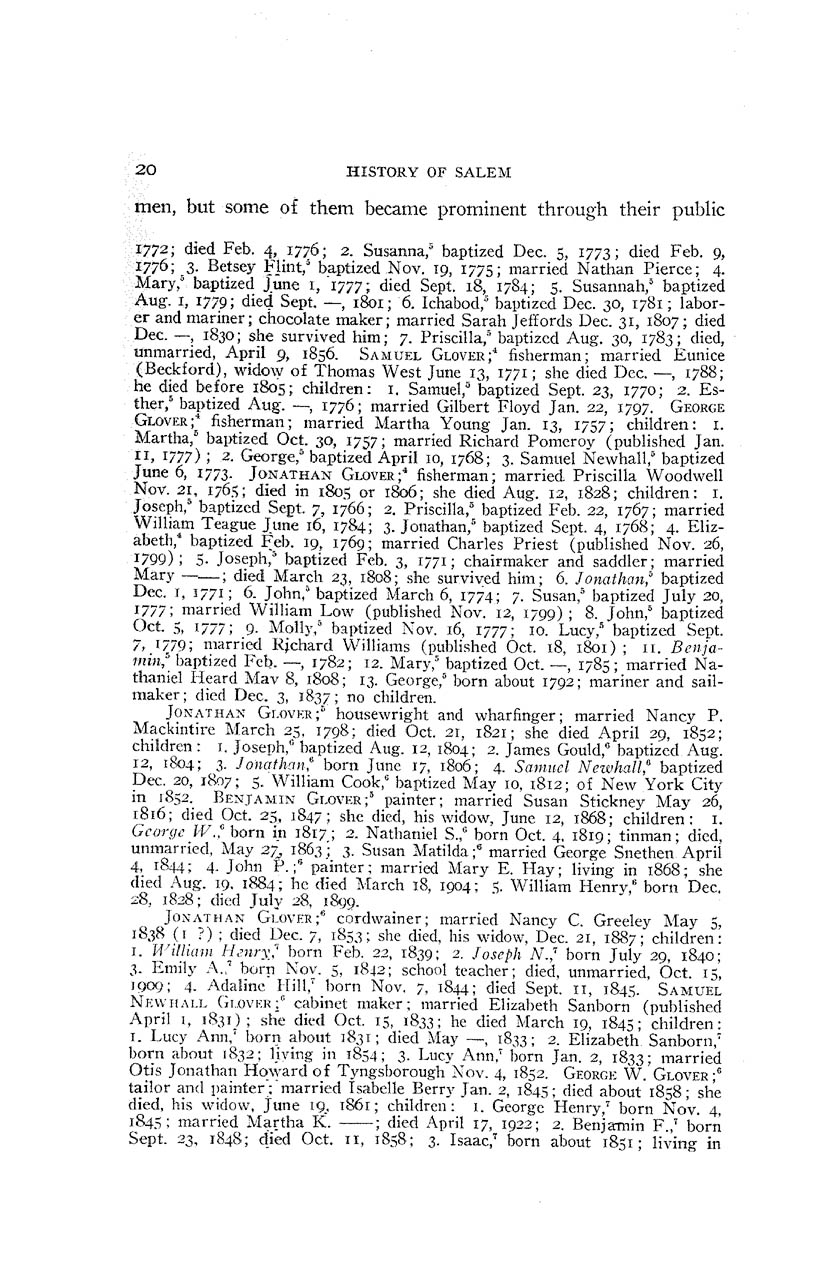 20 HISTORY OF SALEM
men, but some of them became prominent through their public
1772; died Feb. 4, 1776; 2. Susanna,⁵ baptized Dec. 5, 1773; died Feb. 9,
1776; 3. Betsey Flint,⁵ baptized Nov. 19, 1775; married Nathan Pierce; 4.
Mary,⁵ baptized June 1, 1777; died Sept. 18, 1784; 5. Susannah,⁵ baptized
Aug. 1, 1779; died Sept. —, 1801; 6. Ichabod,⁵ baptized Dec. 30, 1781; labor-
er and mariner; chocolate maker; married Sarah Jeffords Dec. 31, 1807; died
Dec. —, 1830; she survived him; 7. Priscilla,⁵ baptized Aug. 30, 1783; died,
unmarried, April 9, 1856. SAMUEL GLOVER;⁴ fisherman; married Eunice
(Beckford), widow of Thomas West June 13, 1771; she died Dec. —, 1788;
he died before 1805; children: 1. Samuel,⁵ baptized Sept. 23, 1770; 2. Es-
ther,⁵ baptized Aug. —, 1776; married Gilbert Floyd Jan. 22, 1797. GEORGE
GLOVER;⁴ fisherman; married Martha Young Jan. 13, 1757; children: 1.
Martha,⁵ baptized Oct. 30, 1757; married Richard Pomeroy (published Jan.
11, 1777); 2. George,⁵ baptized April 10, 1768; 3. Samuel Newhall,⁵ baptized
June 6, 1773. JONATHAN GLOVER;⁴ fisherman; married Priscilla Woodwell
Nov. 21, 1765; died in 1805 or 1806; she died Aug. 12, 1828; children: 1.
Joseph,⁵ baptized Sept. 7, 1766; 2. Priscilla,⁵ baptized Feb. 22, 1767; married
William Teague June 16, 1784; 3. Jonathan,⁵ baptized Sept. 4, 1768; 4. Eliz-
abeth,⁴ baptized Feb. 19, 1769; married Charles Priest (published Nov. 26,
1799); 5. Joseph,⁵ baptized Feb. 3, 1771; chairmaker and saddler; married
Mary ——; died March 23, 1808; she survived him; 6. Jonathan,⁵ baptized
Dec. 1, 1771; 6. John,⁵ baptized March 6, 1774; 7. Susan,⁵ baptized July 20,
1777; married William Low (published Nov. 12, 1799); 8. John,⁵ baptized
Oct. 5, 1777; 9. Molly,⁵ baptized Nov. 16, 1777; 10. Lucy,⁵ baptized Sept.
7, 1779; married Richard Williams (published Oct. 18, 1801); 11. Benja-
min,⁵ baptized Feb. —, 1782; 12. Mary,⁵ baptized Oct. —, 1785; married Na-
thaniel Heard May 8, 1808; 13. George,⁵ born about 1792; mariner and sail-
maker; died Dec. 3, 1837; no children.
JONATHAN GLOVER;⁵ housewright and wharfinger; married Nancy P.
Mackintire March 25, 1798; died Oct. 21, 1821; she died April 29, 1852;
children: 1. Joseph,⁶ baptized Aug. 12, 1804; 2. James Gould,⁶ baptized Aug.
12, 1804; 3. Jonathan,⁶ born June 17, 1806; 4. Samuel Newhall,⁶ baptized
Dec. 20, 1807; 5. William Cook,⁶ baptized May 10, 1812; of New York City
in 1852. BENJAMIN GLOVER;⁵ painter; married Susan Stickney May 26,
1816; died Oct. 25, 1847; she died, his widow, June 12, 1868; children: 1.
George W.,⁶ born in 1817; 2. Nathaniel S.,⁶ born Oct. 4, 1819; tinman; died,
unmarried, May 27, 1863; 3. Susan Matilda;⁶ married George Snethen April
4, 1844; 4. John P.;⁶ painter; married Mary E. Hay; living in 1868; she
died Aug. 19, 1884; he died March 18, 1904; 5. William Henry,⁶ born Dec.
28, 1828; died July 28, 1899.
JONATHAN GLOVER;⁶ cordwainer; married Nancy C. Greeley May 5,
1838 (1 ?); died Dec. 7, 1853; she died, his widow, Dec. 21, 1887; children:
1. William Henry,⁷ born Feb. 22, 1839; 2. Joseph N.,⁷ born July 29, 1840;
3. Emily A.,⁷ born Nov. 5, 1842; school teacher; died, unmarried, Oct. 15,
1909; 4. Adaline Hill,⁷ born Nov. 7, 1844; died Sept. 11, 1845. SAMUEL
NEWHALL GLOVER;⁶ cabinet maker; married Elizabeth Sanborn (published
April 1, 1831); she died Oct. 15, 1833; he died March 19, 1845; children:
1. Lucy Ann,⁷ born about 1831; died May —, 1833; 2. Elizabeth Sanborn,⁷
born about 1832; living in 1854; 3. Lucy Ann,⁷ born Jan. 2, 1833; married
Otis Jonathan Howard of Tyngsborough Nov. 4, 1852. GEORGE W. GLOVER;⁶
tailor and painter; married Isabelle Berry Jan. 2, 1845; died about 1858; she
died, his widow, June 19, 1861; children: 1. George Henry,⁷ born Nov. 4,
1845; married Martha K. ——; died April 17, 1922; 2. Benjamin F.,⁷ born
Sept. 23, 1848; died Oct. 11, 1858; 3. Isaac,⁷ born about 1851; living in